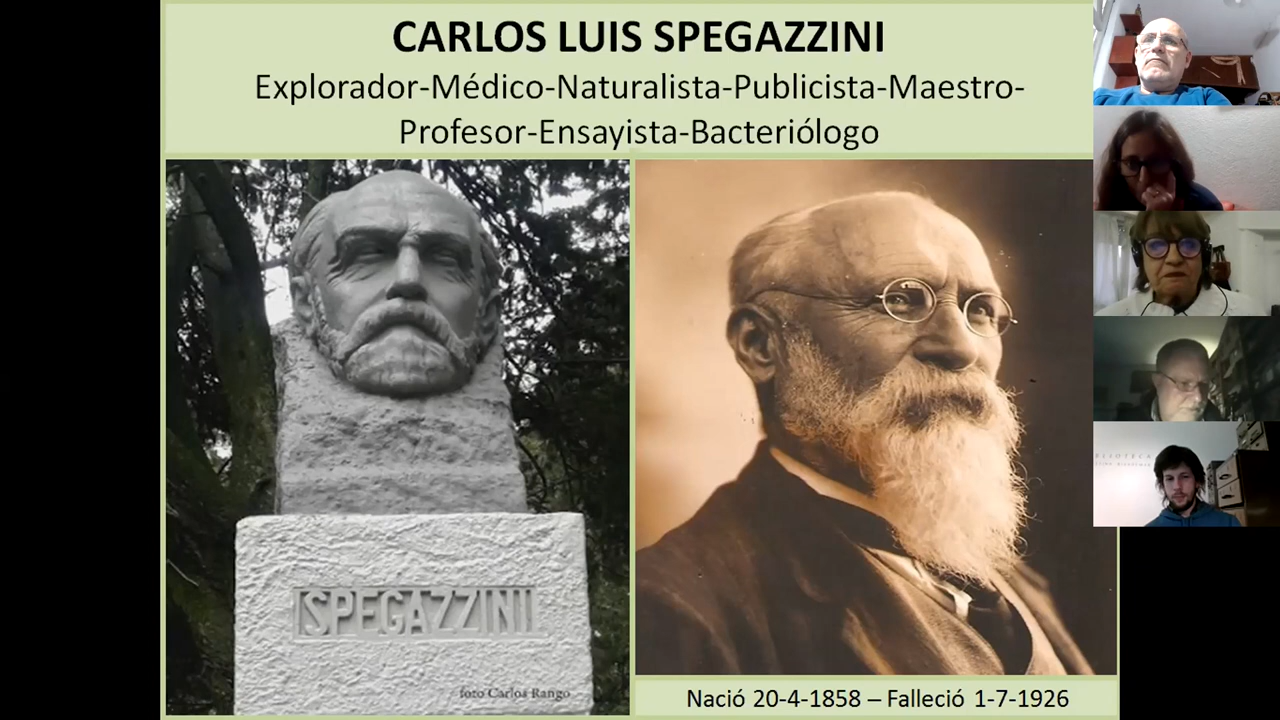 CARLOS LUIS SPEGAZZINI
Explorador-Médico-Naturalista-Publicista-Maestro-
Profesor-Ensayista-Bacteriólogo
SPEGAZZINI
foto Carlos Rango
Nació 20-4-1858 – Falleció 1-7-1926